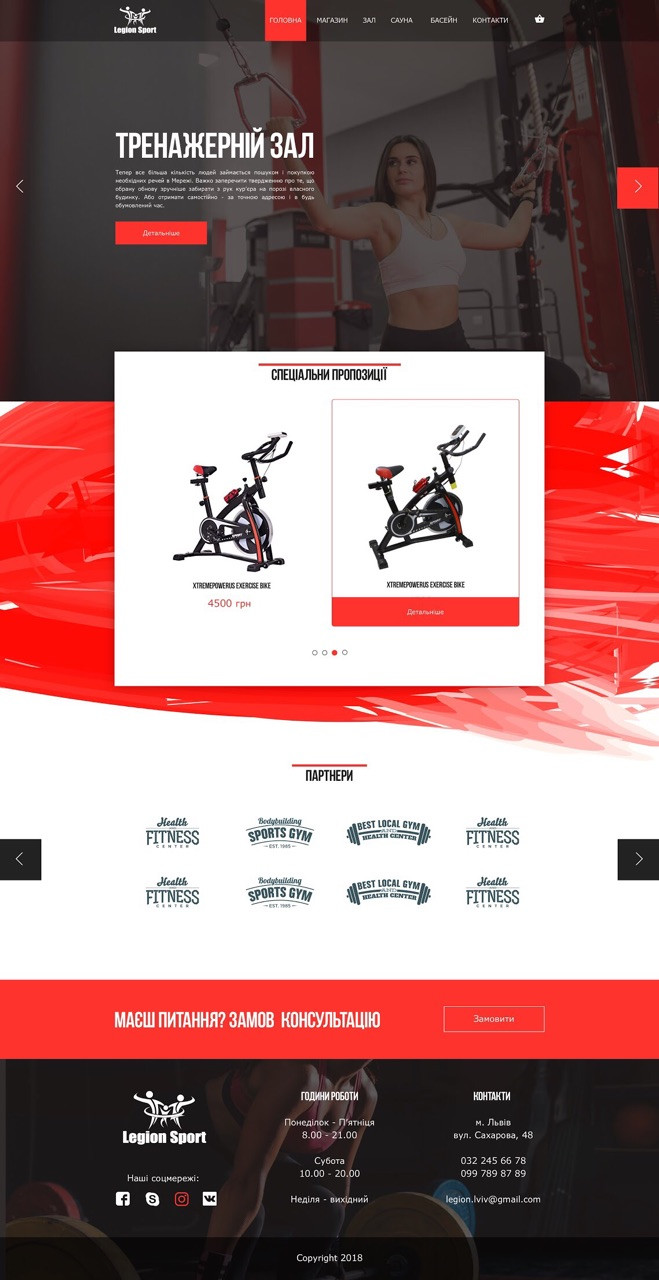 Legion Sport
ГОЛОВНА МАГАЗИН ЗАЛ САУНА БАСЕЙН КОНТАКТИ
ТРЕНАЖЕРНІЙ ЗАЛ
Тепер все більша кількість людей займається пошуком і покупкою
необхідних речей в Мережі. Важко заперечити твердженню про те, що
обрану обнову зручніше забирати з рук кур'єра на порозі власного
будинку. Або отримати самостійно - за точною адресою і в будь
обумовлений час.
Детальніше
СПЕЦІАЛЬНИ ПРОПОЗИЦІЇ
XTREMEPOWERUS EXERCISE BIKE
4500 грн
XTREMEPOWERUS EXERCISE BIKE
Детальніше
ПАРТНЕРИ
Health
FITNESS
CENTER
Bodybuilding
SPORTS GYM
EST. 1985
BEST LOCAL GYM
HEALTH CENTER
Health
FITNESS
CENTER
Health
FITNESS
CENTER
Bodybuilding
SPORTS GYM
EST. 1985
BEST LOCAL GYM
HEALTH CENTER
Health
FITNESS
CENTER
МАЄШ ПИТАННЯ? ЗАМОВ КОНСУЛЬТАЦІЮ
Замовити
Legion Sport
Наші соцмережі:
ГОДИНИ РОБОТИ
Понеділок - П'ятніця
8.00 - 21.00
Субота
10.00 - 20.00
Неділя - вихідний
КОНТАКТИ
м. Львів
вул. Сахарова, 48
032 245 66 78
099 789 87 89
legion.lviv@gmail.com
Copyright 2018